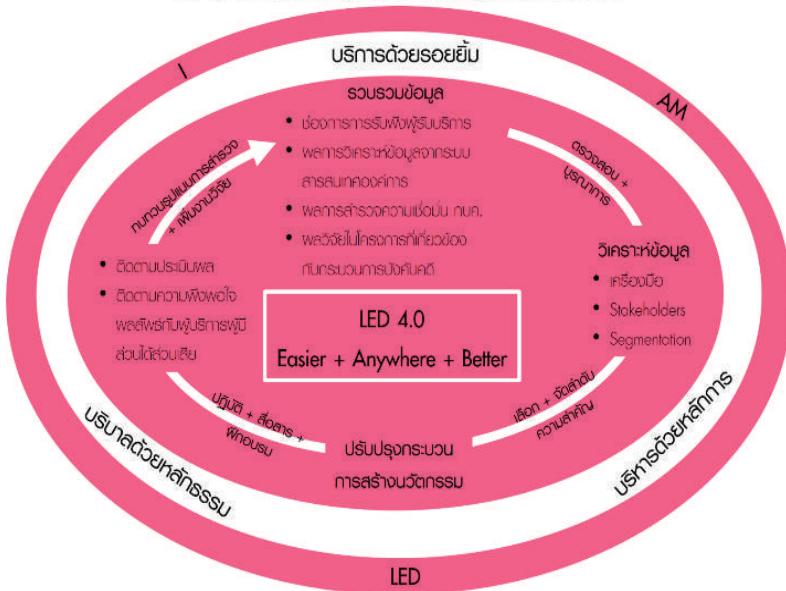 I
AM
บริการด้วยรอยยิ้ม
รวบรวมข้อมูล
• ช่องการการรับฟังผู้รับบริการ
• ผลการวิเคราะห์ข้อมูลจากระบบ
สารสนเทศองค์การ
• ผลการสำรวจความเชื่อมั่น กบค.
• ผลวิจัยในโครงการที่เกี่ยวข้อง
กับกระบวนการบังคับคดี
ตรวจสอบ +
บูรณาการ
วิเคราะห์ข้อมูล
• เครื่องมือ
• Stakeholders
• Segmentation
เลือก + จัดลำดับ
ความสำคัญ
ปรับปรุงกระบวน
การสร้างนวัตกรรม
ปฏิบัติ + สื่อสาร +
ฝึกอบรม
• ติดตามประเมินผล
• ติดตามความพึงพอใจ
ผลลัพธ์กับผู้บริการผู้มี
ส่วนได้ส่วนเสีย
ทบทวนรูปแบบการสำรวจ
+ เพิ่มงานวิจัย
LED 4.0
Easier + Anywhere + Better
บริบาลด้วยหลักธรรม
บริหารด้วยหลักการ
LED